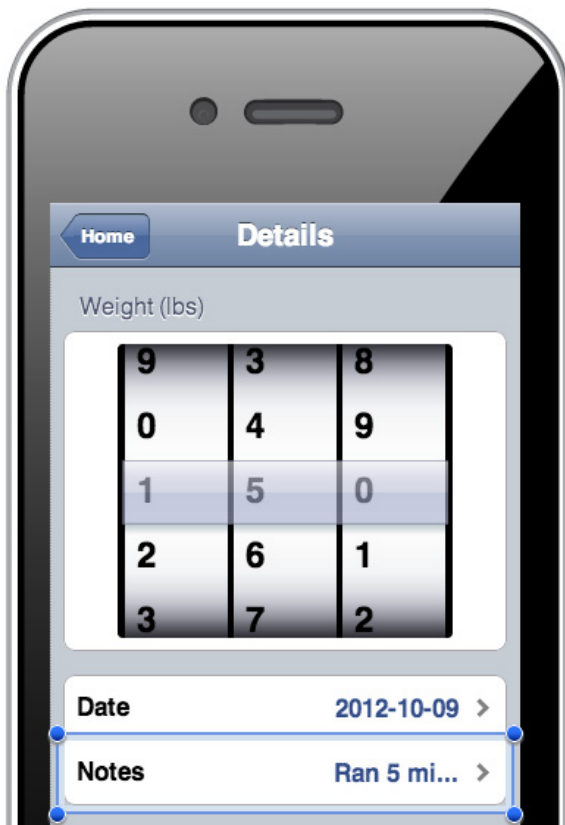 Home Details
Weight (lbs)
9 3 8
0 4 9
1 5 0
2 6 1
3 7 2
Date 2012-10-09
Notes Ran 5 mi...